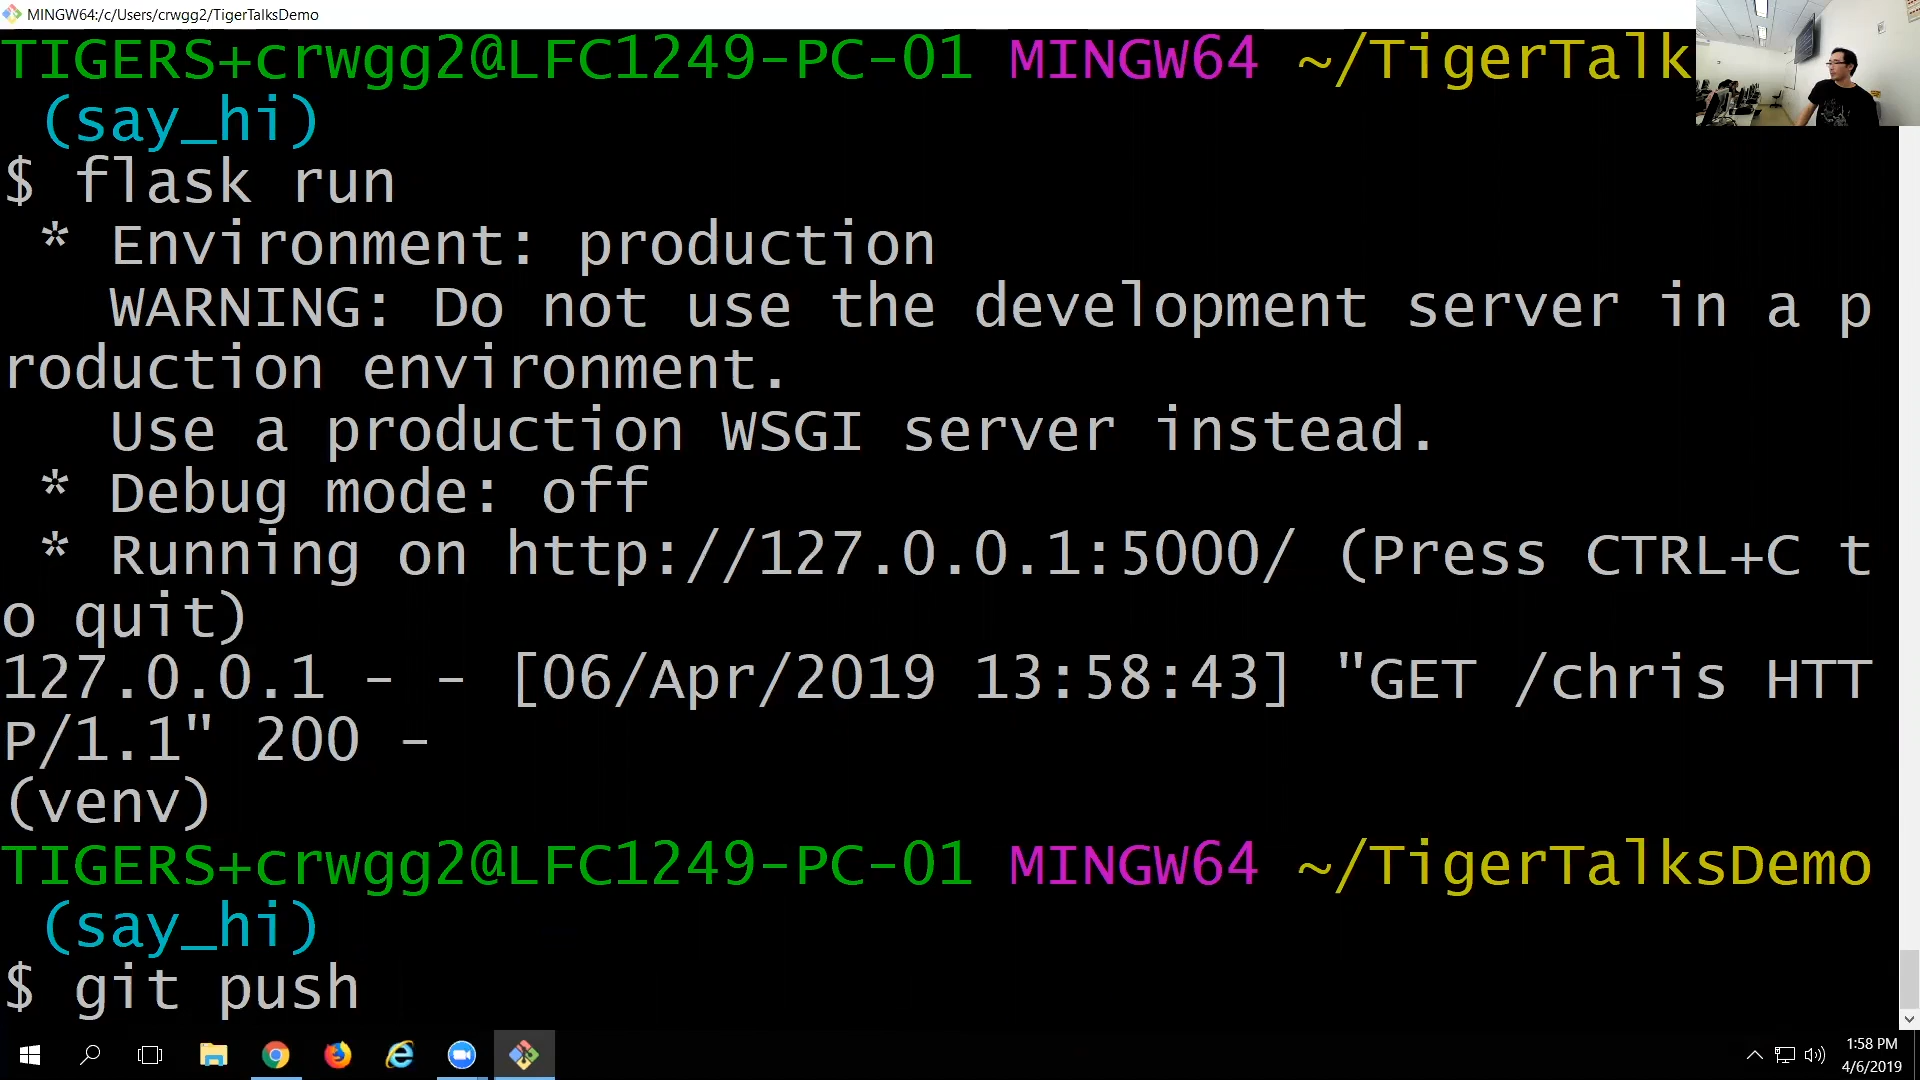 MINGW64:/c/Users/crwgg2/TigerTalksDemo
TIGERS+crwgg2@LFC1249-PC-01 MINGW64 ~/TigerTalk
(say_hi)
$ flask run
* Environment: production
WARNING: Do not use the development server in a p
roduction environment.
Use a production WSGI server instead.
* Debug mode: off
* Running on http://127.0.0.1:5000/ (Press CTRL+C t
o quit)
127.0.0.1 - - [06/Apr/2019 13:58:43] "GET /chris HTT
P/1.1" 200 -
(venv)
TIGERS+crwgg2@LFC1249-PC-01 MINGW64 ~/TigerTalksDemo
(say_hi)
$ git push
1:58 PM
4/6/2019